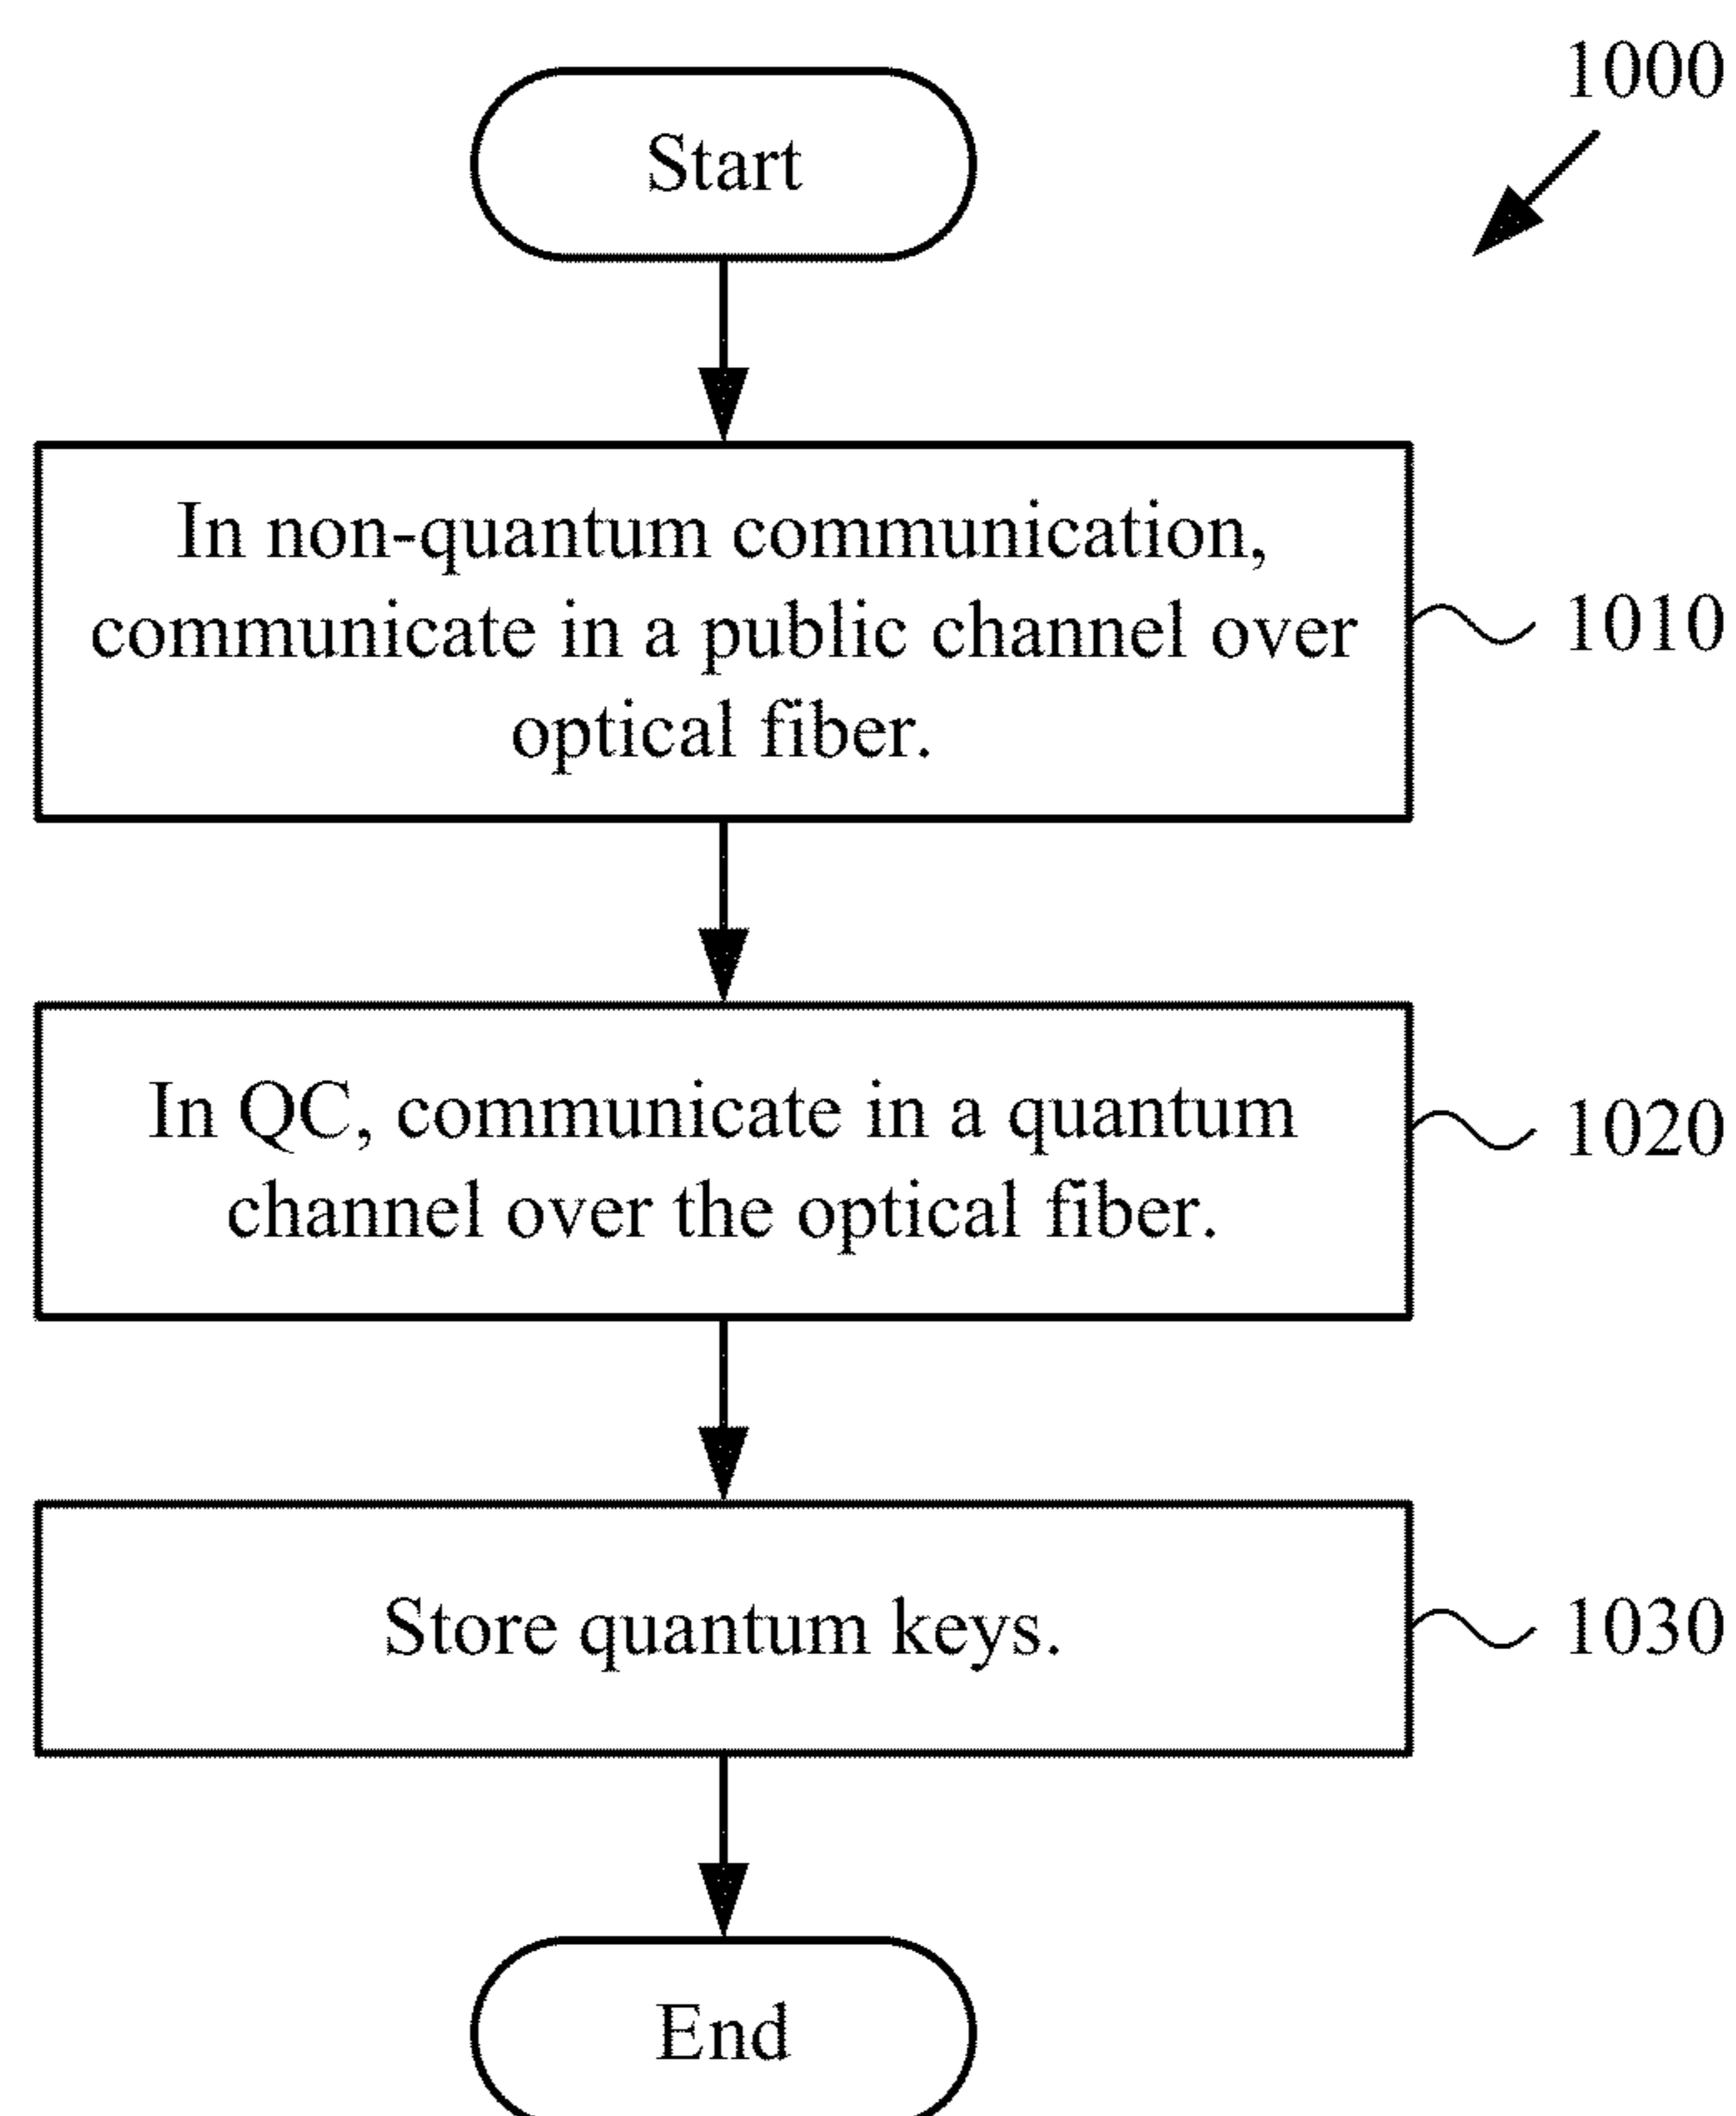 1000
Start
In non-quantum communication,
communicate in a public channel over
optical fiber.
1010
In QC, communicate in a quantum
channel over the optical fiber.
1020
Store quantum keys.
1030
End